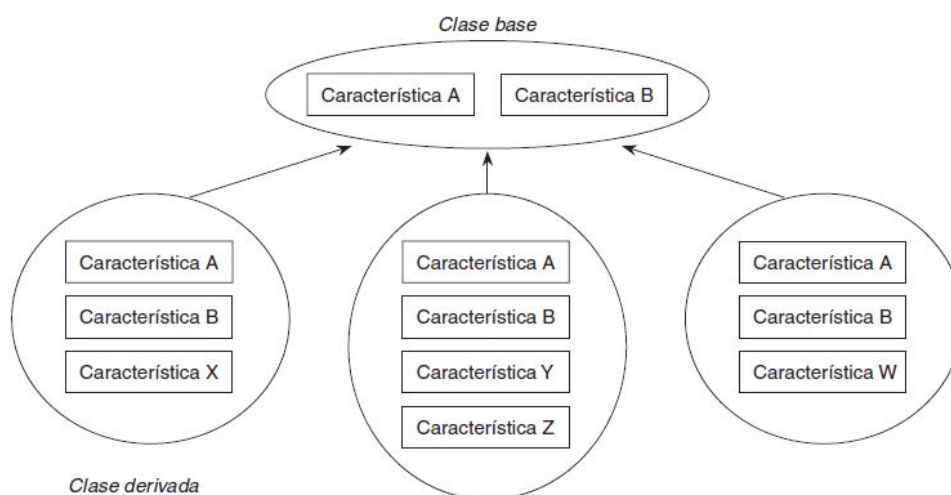 Clase base
Característica A
Característica B
Característica A
Característica B
Característica X
Característica A
Característica B
Característica Y
Característica Z
Característica A
Característica B
Característica W
Clase derivada